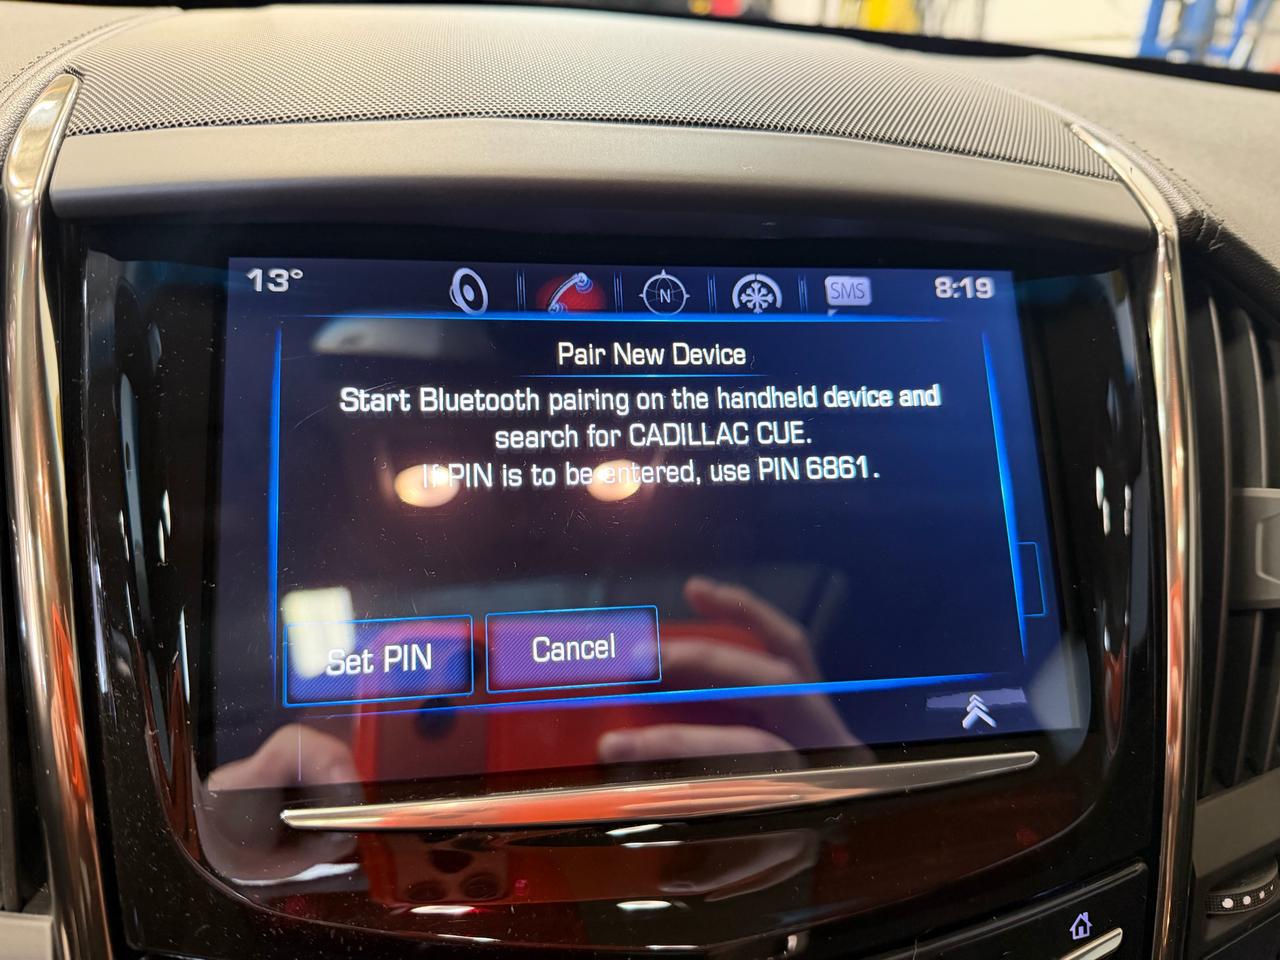 13°
N
SMS
8:19
Pair New Device
Start Bluetooth pairing on the handheld device and
search for CADILLAC CUE.
If PIN is to be entered, use PIN 6861.
Set PIN
Cancel